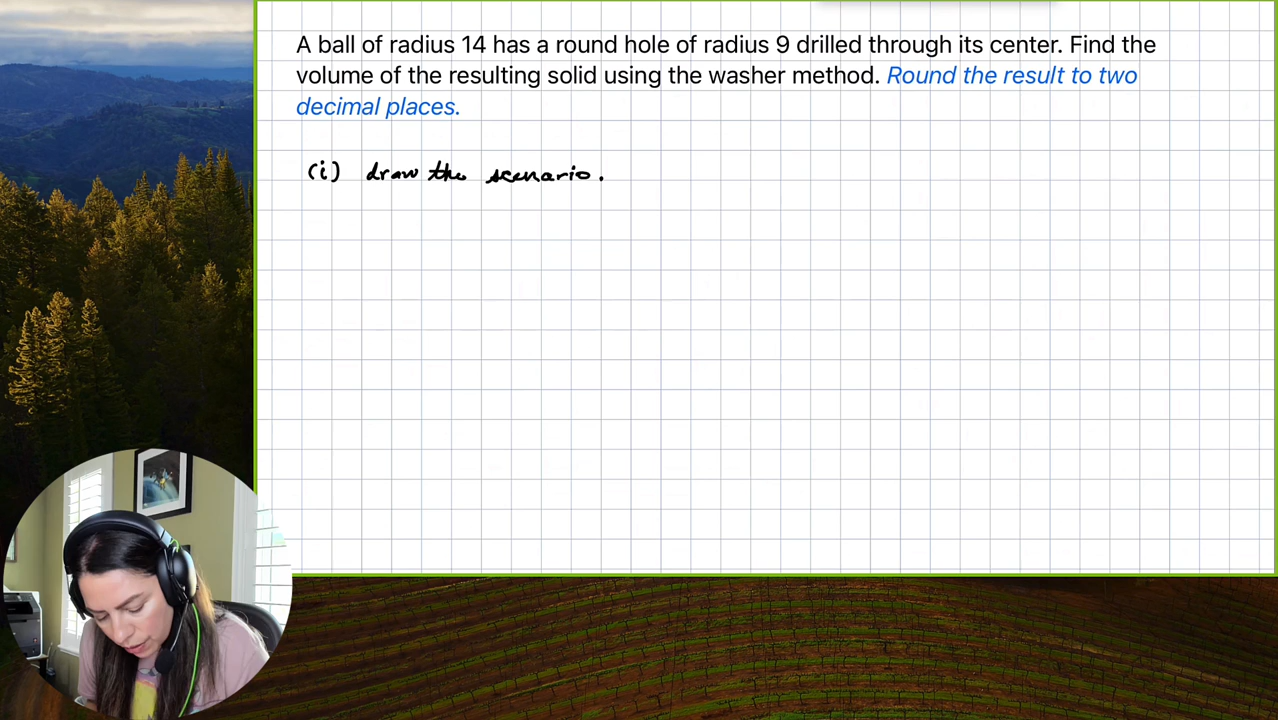 A ball of radius 14 has a round hole of radius 9 drilled through its center. Find the
volume of the resulting solid using the washer method. Round the result to two
decimal places.
(i) draw the scenario.